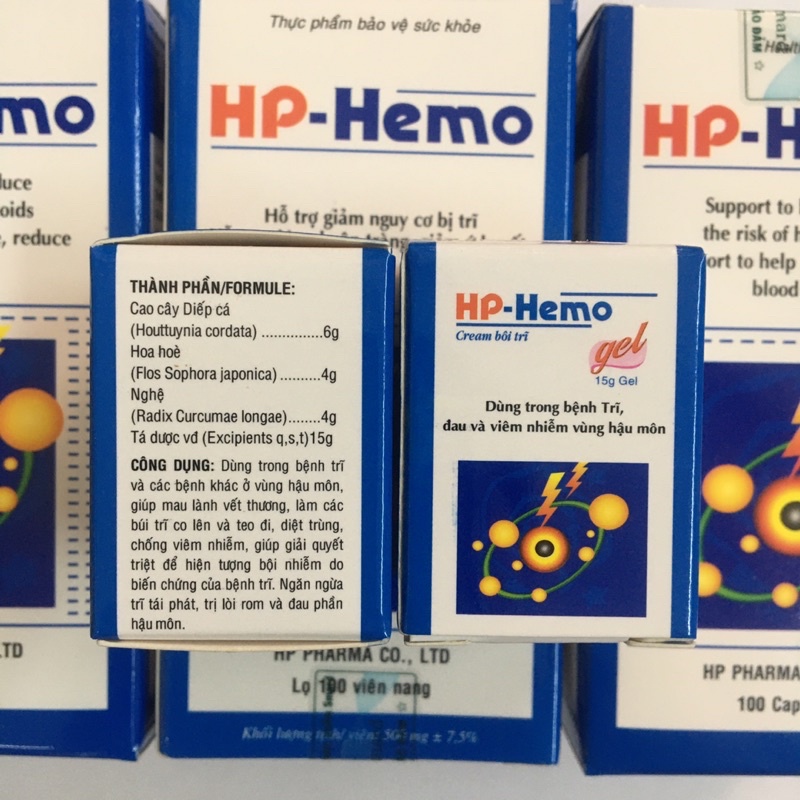 Thực phẩm bảo vệ sức khỏe
HP-Hemo
Hỗ trợ giảm nguy cơ bị trĩ
HP PHARMA CO., LTD
Lọ 100 viên nang
Khối lượng viên: 500mg ± 7.5%
mo
duce
oids
, reduce
LTD
HP-H
Support to
the risk of
ort to help
blood
HP PHARMA
100 Cap
THÀNH PHẦN/FORMULE:
Cao cây Diếp cá
(Houttuynia cordata) ..............6g
Hoa hoè
(Flos Sophora japonica) .........4g
Nghệ
(Radix Curcumae longae)........4g
Tá dược vđ (Excipients q,s,t)15g
CÔNG DỤNG: Dùng trong bệnh trĩ
và các bệnh khác ở vùng hậu môn,
giúp mau lành vết thương, làm các
búi trĩ co lên và teo đi, diệt trùng,
chống viêm nhiễm, giúp giải quyết
triệt để hiện tượng bội nhiễm do
biến chứng của bệnh trĩ. Ngăn ngừa
trĩ tái phát, trị lòi rom và đau phần
hậu môn.
HP-Hemo
Cream bôi trĩ
gel
15g Gel
Dùng trong bệnh Trĩ,
đau và viêm nhiễm vùng hậu môn